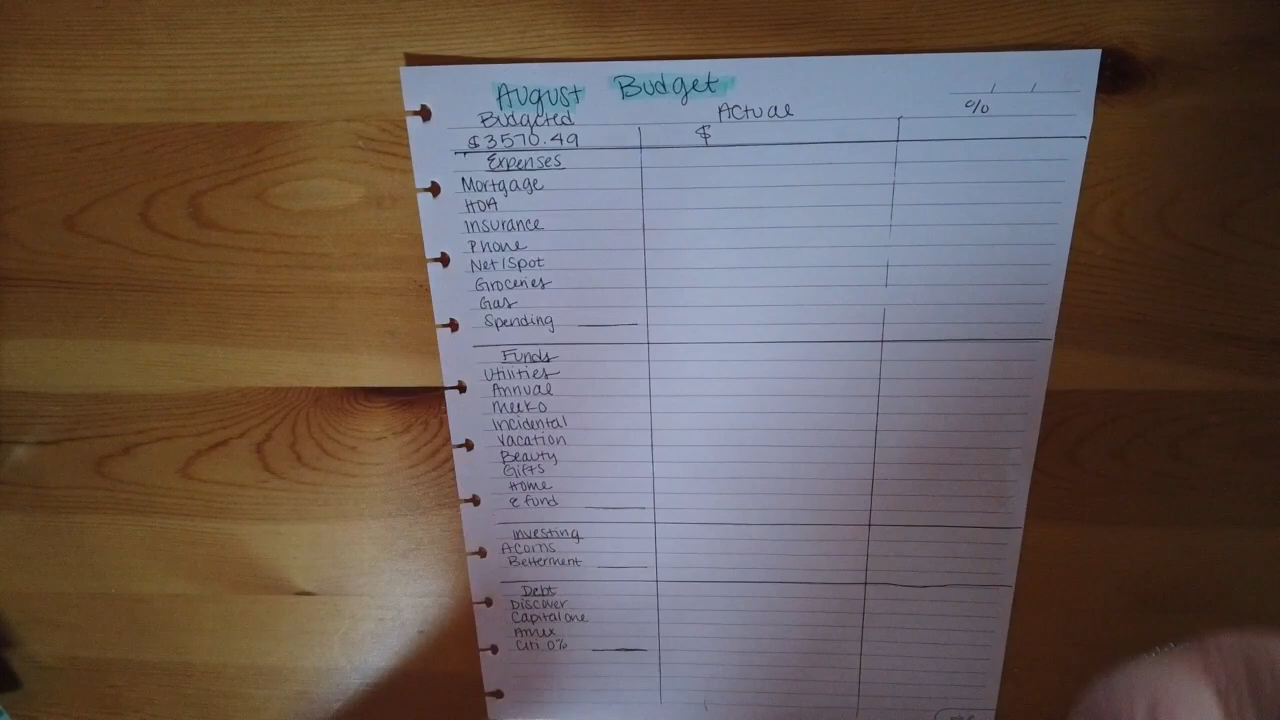 August Budget
Budgeted Actual %
$3570.49 $
Expenses
Mortgage
HOA
Insurance
Phone
Net/Spot
Groceries
Gas
Spending
Funds
Utilities
Annual
Meeko
Incidental
Vacation
Beauty
Gifts
Home
e fund
Investing
Acorns
Betterment
Debt
Discover
Capital one
Amex
Citi 0%